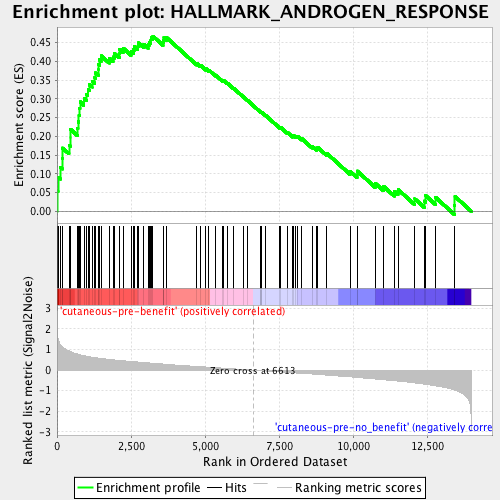 Enrichment plot: HALLMARK_ANDROGEN_RESPONSE
Enrichment score (ES)
0.45
0.40
0.35
0.30
0.25
0.20
0.15
0.10
0.05
0.00
Ranked list metric (Signal2Noise)
3
2
1
0
-1
-2
-3
'cutaneous-pre-benefit' (positively correlated)
Zero cross at 6613
'cutaneous-pre-no_benefit' (negatively corre
0
2,500
5,000
7,500
10,000
12,500
Rank in Ordered Dataset
Enrichment profile
Hits
Ranking metric scores